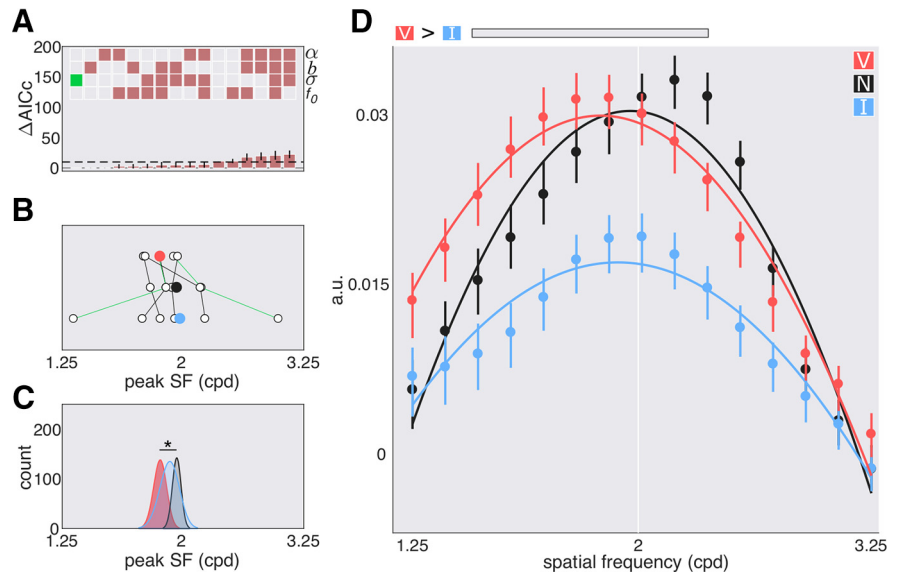 A
200
150
100
50
0
ΔAICc
α
b
σ
f₀
B
1.25
2
3.25
peak SF (cpd)
C
200
100
0
count
*
1.25
2
3.25
peak SF (cpd)
D
V > I
V
N
I
0.03
0.015
0
a.u.
1.25
2
3.25
spatial frequency (cpd)